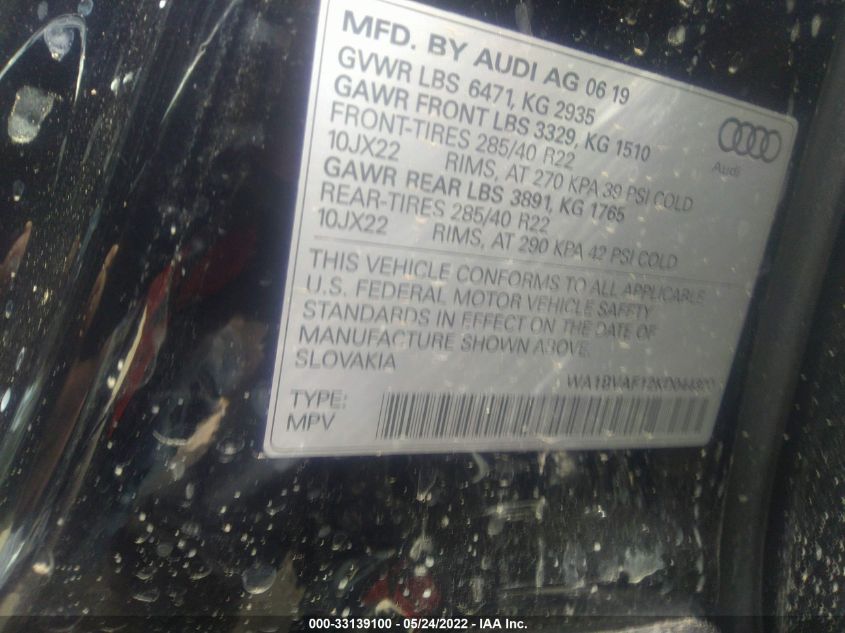 MFD. BY AUDI AG 06 19
GVWR LBS 6471, KG 2935
GAWR FRONT LBS 3329, KG 1510
FRONT-TIRES 285/40 R22
10JX22 RIMS, AT 270 KPA 39 PSI COLD
GAWR REAR LBS 3891, KG 1765
REAR-TIRES 285/40 R22
10JX22 RIMS, AT 290 KPA 42 PSI COLD
Audi
THIS VEHICLE CONFORMS TO ALL APPLICABLE
U.S. FEDERAL MOTOR VEHICLE SAFETY
STANDARDS IN EFFECT ON THE DATE OF
MANUFACTURE SHOWN ABOVE.
SLOVAKIA
TYPE:
MPV
000-33139100 - 05/24/2022 - IAA Inc.